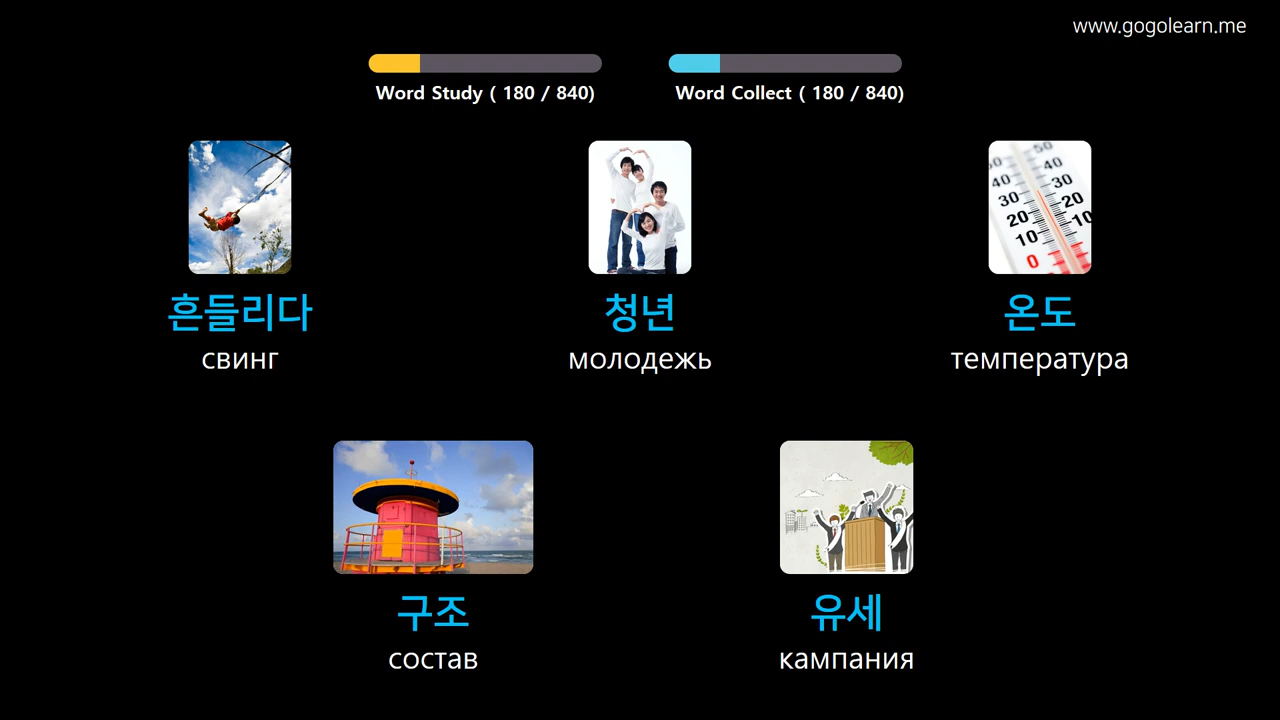 www.gogolearn.me
Word Study ( 180 / 840)
Word Collect ( 180 / 840)
흔들리다
свинг
청년
молодежь
온도
температура
구조
состав
유세
кампания